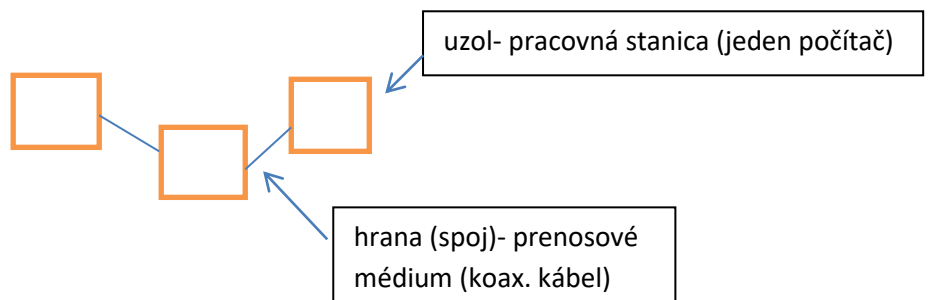 uzol- pracovná stanica (jeden počítač)
hrana (spoj)- prenosové
médium (koax. kábel)